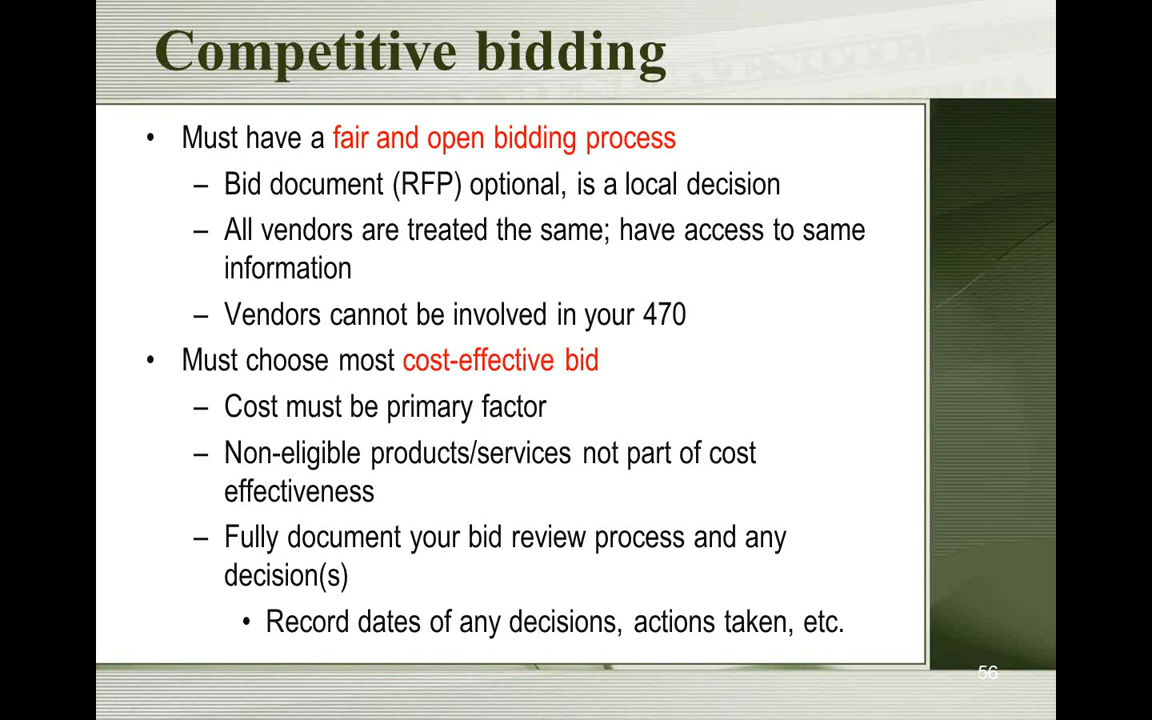 Competitive bidding
• Must have a fair and open bidding process
– Bid document (RFP) optional, is a local decision
– All vendors are treated the same; have access to same
information
– Vendors cannot be involved in your 470
• Must choose most cost-effective bid
– Cost must be primary factor
– Non-eligible products/services not part of cost
effectiveness
– Fully document your bid review process and any
decision(s)
• Record dates of any decisions, actions taken, etc.
56